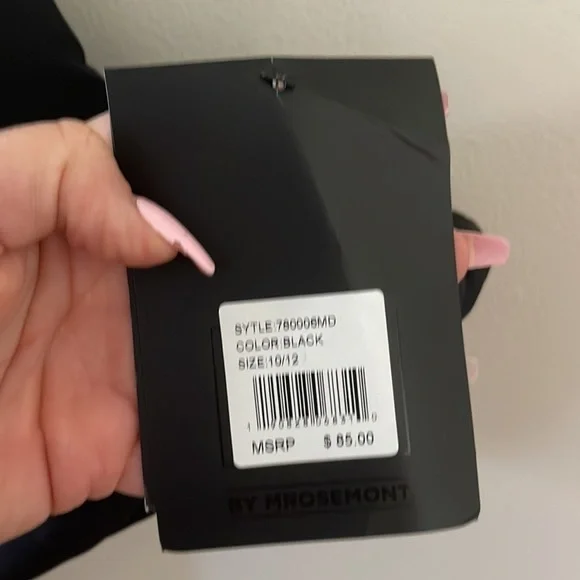 SYTLE:780006MD
COLOR:BLACK
SIZE:10/12
MSRP $ 85.00
BY MROSEMONT